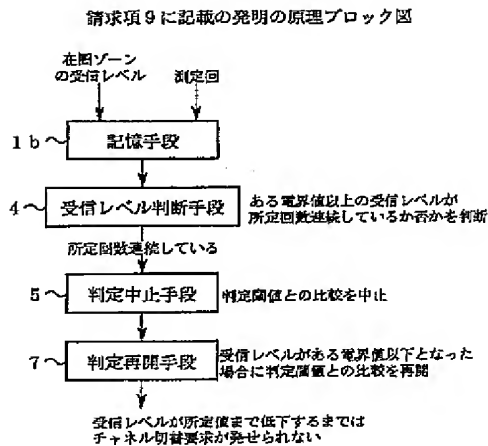 請求項9に記載の発明の原理ブロック図
在圏ゾーン
の受信レベル
測定回
1b
記憶手段
4
受信レベル判断手段
ある電界値以上の受信レベルが
所定回数連続しているか否かを判断
所定回数連続している
5
判定中止手段
判定閾値との比較を中止
7
判定再開手段
受信レベルがある電界値以下となった
場合に判定閾値との比較を再開
受信レベルが所定値まで低下するまでは
チャネル切替要求が発せられない